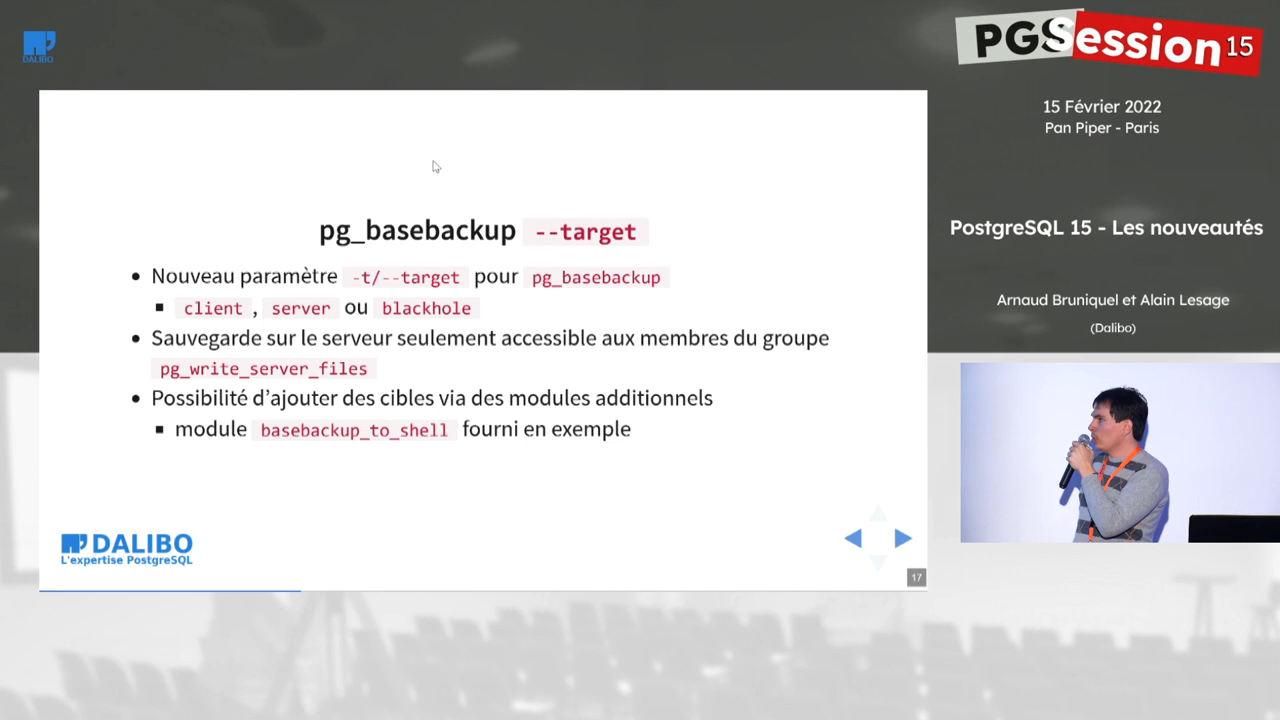 DALIBO
PGSession 15
15 Février 2022
Pan Piper - Paris
PostgreSQL 15 - Les nouveautés
Arnaud Bruniquel et Alain Lesage
(Dalibo)
pg_basebackup --target
Nouveau paramètre -t/--target pour pg_basebackup
client , server ou blackhole
Sauvegarde sur le serveur seulement accessible aux membres du groupe
pg_write_server_files
Possibilité d’ajouter des cibles via des modules additionnels
module basebackup_to_shell fourni en exemple
DALIBO
L'expertise PostgreSQL
17